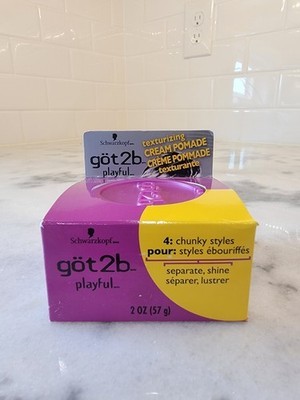 Schwarzkopf
göt2b
playful...
texturizing
CREAM POMADE
CRÈME POMMADE
texturante
Schwarzkopf
göt2b...
playful...
4: chunky styles
pour: styles ébouriffés
separate, shine
séparer, lustrer
2 OZ (57 g)